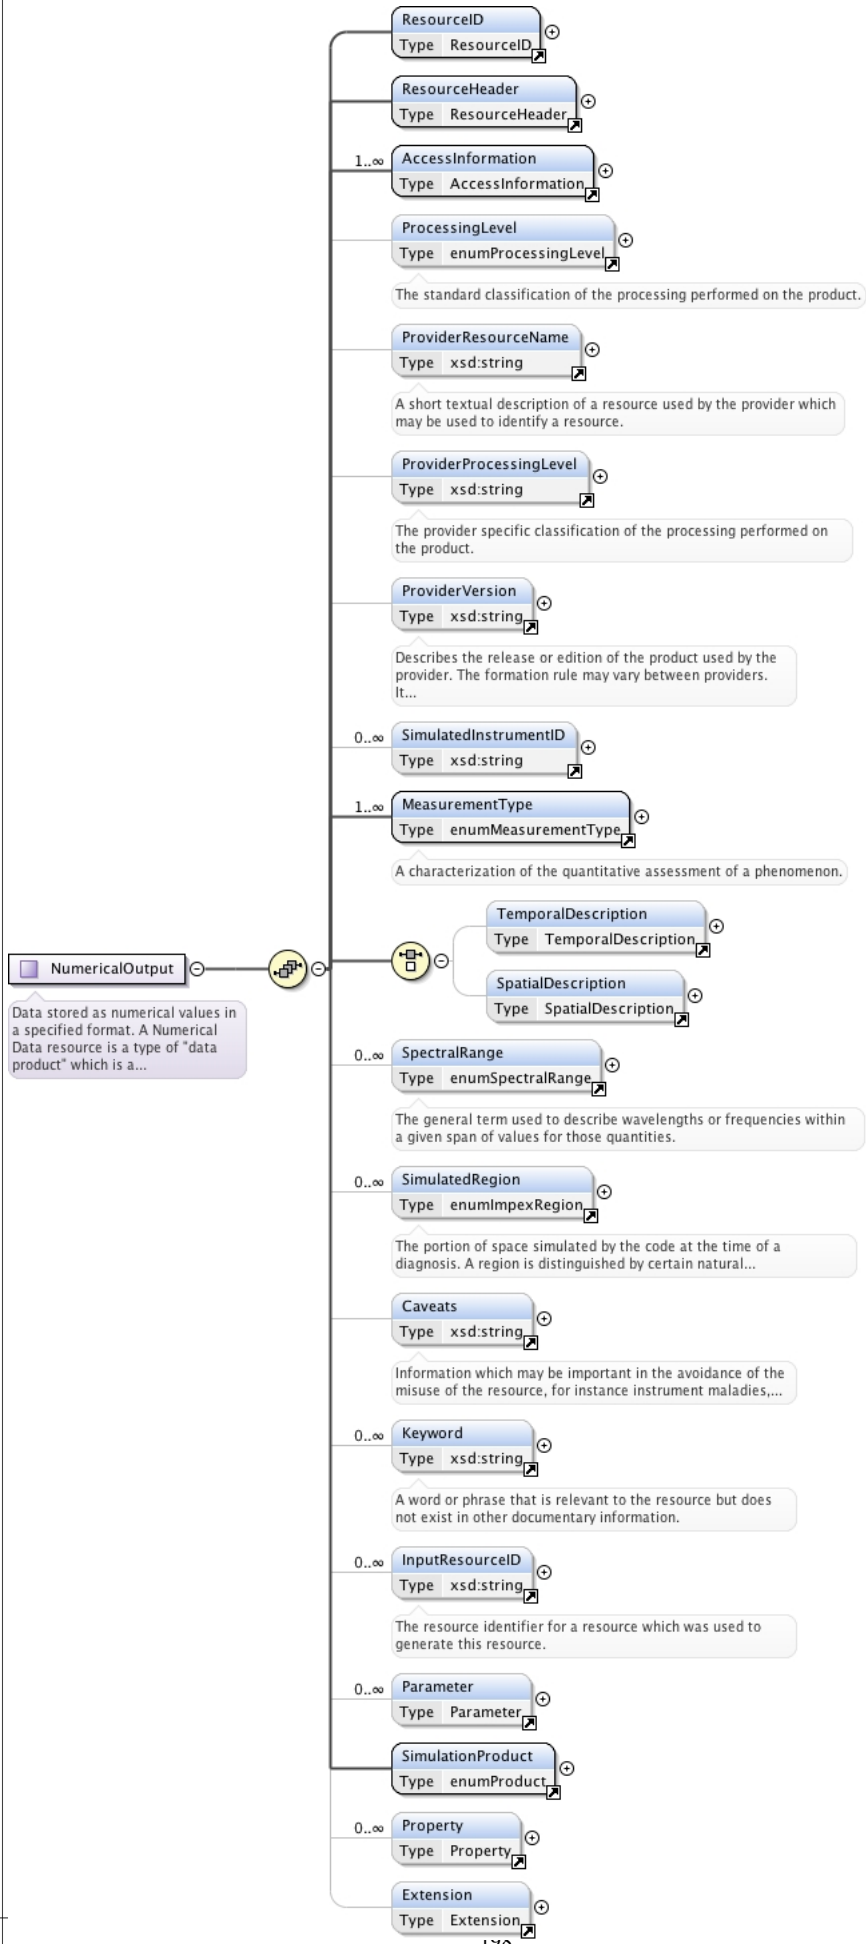 ResourceID
Type ResourceID
ResourceHeader
Type ResourceHeader
1..∞
AccessInformation
Type AccessInformation
ProcessingLevel
Type enumProcessingLevel
The standard classification of the processing performed on the product.
ProviderResourceName
Type xsd:string
A short textual description of a resource used by the provider which
may be used to identify a resource.
ProviderProcessingLevel
Type xsd:string
The provider specific classification of the processing performed on
the product.
ProviderVersion
Type xsd:string
Describes the release or edition of the product used by the
provider. The formation rule may vary between providers.
It...
0..∞
SimulatedInstrumentID
Type xsd:string
1..∞
MeasurementType
Type enumMeasurementType
A characterization of the quantitative assessment of a phenomenon.
TemporalDescription
Type TemporalDescription
SpatialDescription
Type SpatialDescription
NumericalOutput
Data stored as numerical values in
a specified format. A Numerical
Data resource is a type of "data
product" which is a...
0..∞
SpectralRange
Type enumSpectralRange
The general term used to describe wavelengths or frequencies within
a given span of values for those quantities.
0..∞
SimulatedRegion
Type enumImpexRegion
The portion of space simulated by the code at the time of a
diagnosis. A region is distinguished by certain natural...
Caveats
Type xsd:string
Information which may be important in the avoidance of the
misuse of the resource, for instance instrument maladies,...
0..∞
Keyword
Type xsd:string
A word or phrase that is relevant to the resource but does
not exist in other documentary information.
0..∞
InputResourceID
Type xsd:string
The resource identifier for a resource which was used to
generate this resource.
0..∞
Parameter
Type Parameter
SimulationProduct
Type enumProduct
0..∞
Property
Type Property
Extension
Type Extension